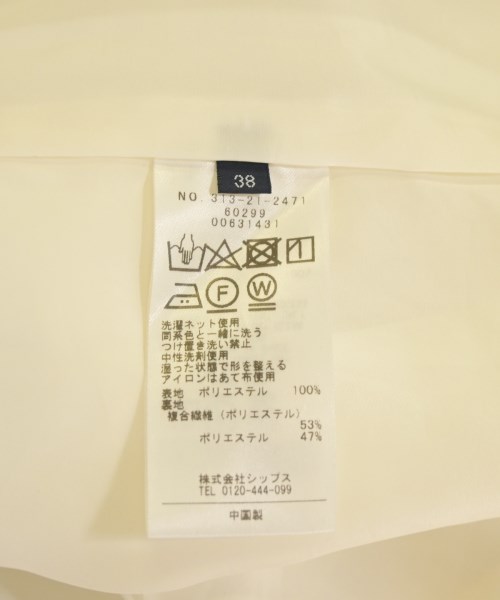 38
NO. 313-21-2471
60299
00631431
F
W
洗濯ネット使用
同系色と一緒に洗う
つけ置き洗い禁止
中性洗剤使用
湿った状態で形を整える
アイロンはあて布使用
表地 ポリエステル 100%
裏地
複合繊維(ポリエステル)
53%
ポリエステル 47%
株式会社シップス
TEL 0120-444-099
中国製